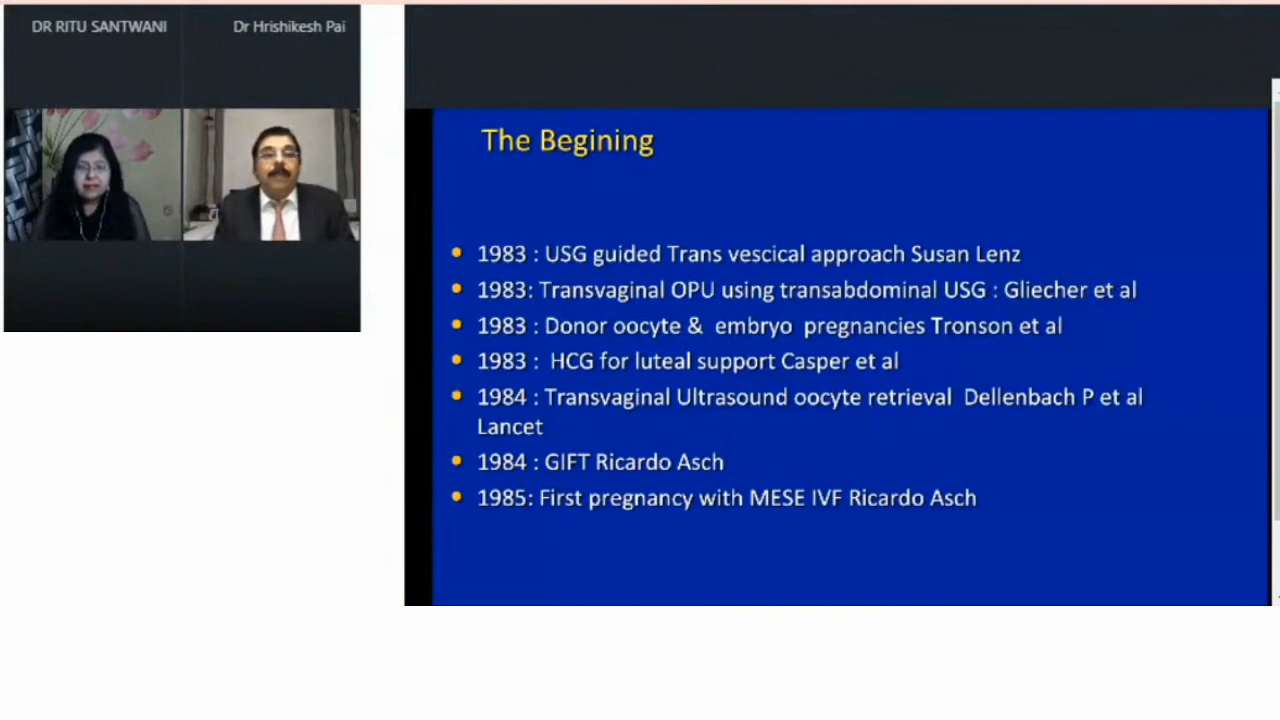 DR RITU SANTWANI
Dr Hrishikesh Pai
The Begining
1983 : USG guided Trans vescical approach Susan Lenz
1983: Transvaginal OPU using transabdominal USG : Gliecher et al
1983 : Donor oocyte & embryo pregnancies Tronson et al
1983 : HCG for luteal support Casper et al
1984 : Transvaginal Ultrasound oocyte retrieval Dellenbach P et al
Lancet
1984 : GIFT Ricardo Asch
1985: First pregnancy with MESE IVF Ricardo Asch